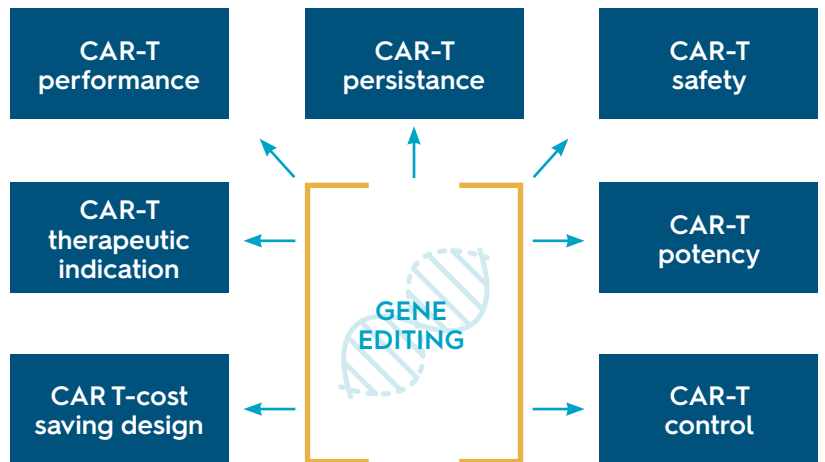 CAR-T
performance
CAR-T
persistance
CAR-T
safety
CAR-T
therapeutic
indication
GENE
EDITING
CAR-T
potency
CAR T-cost
saving design
CAR-T
control